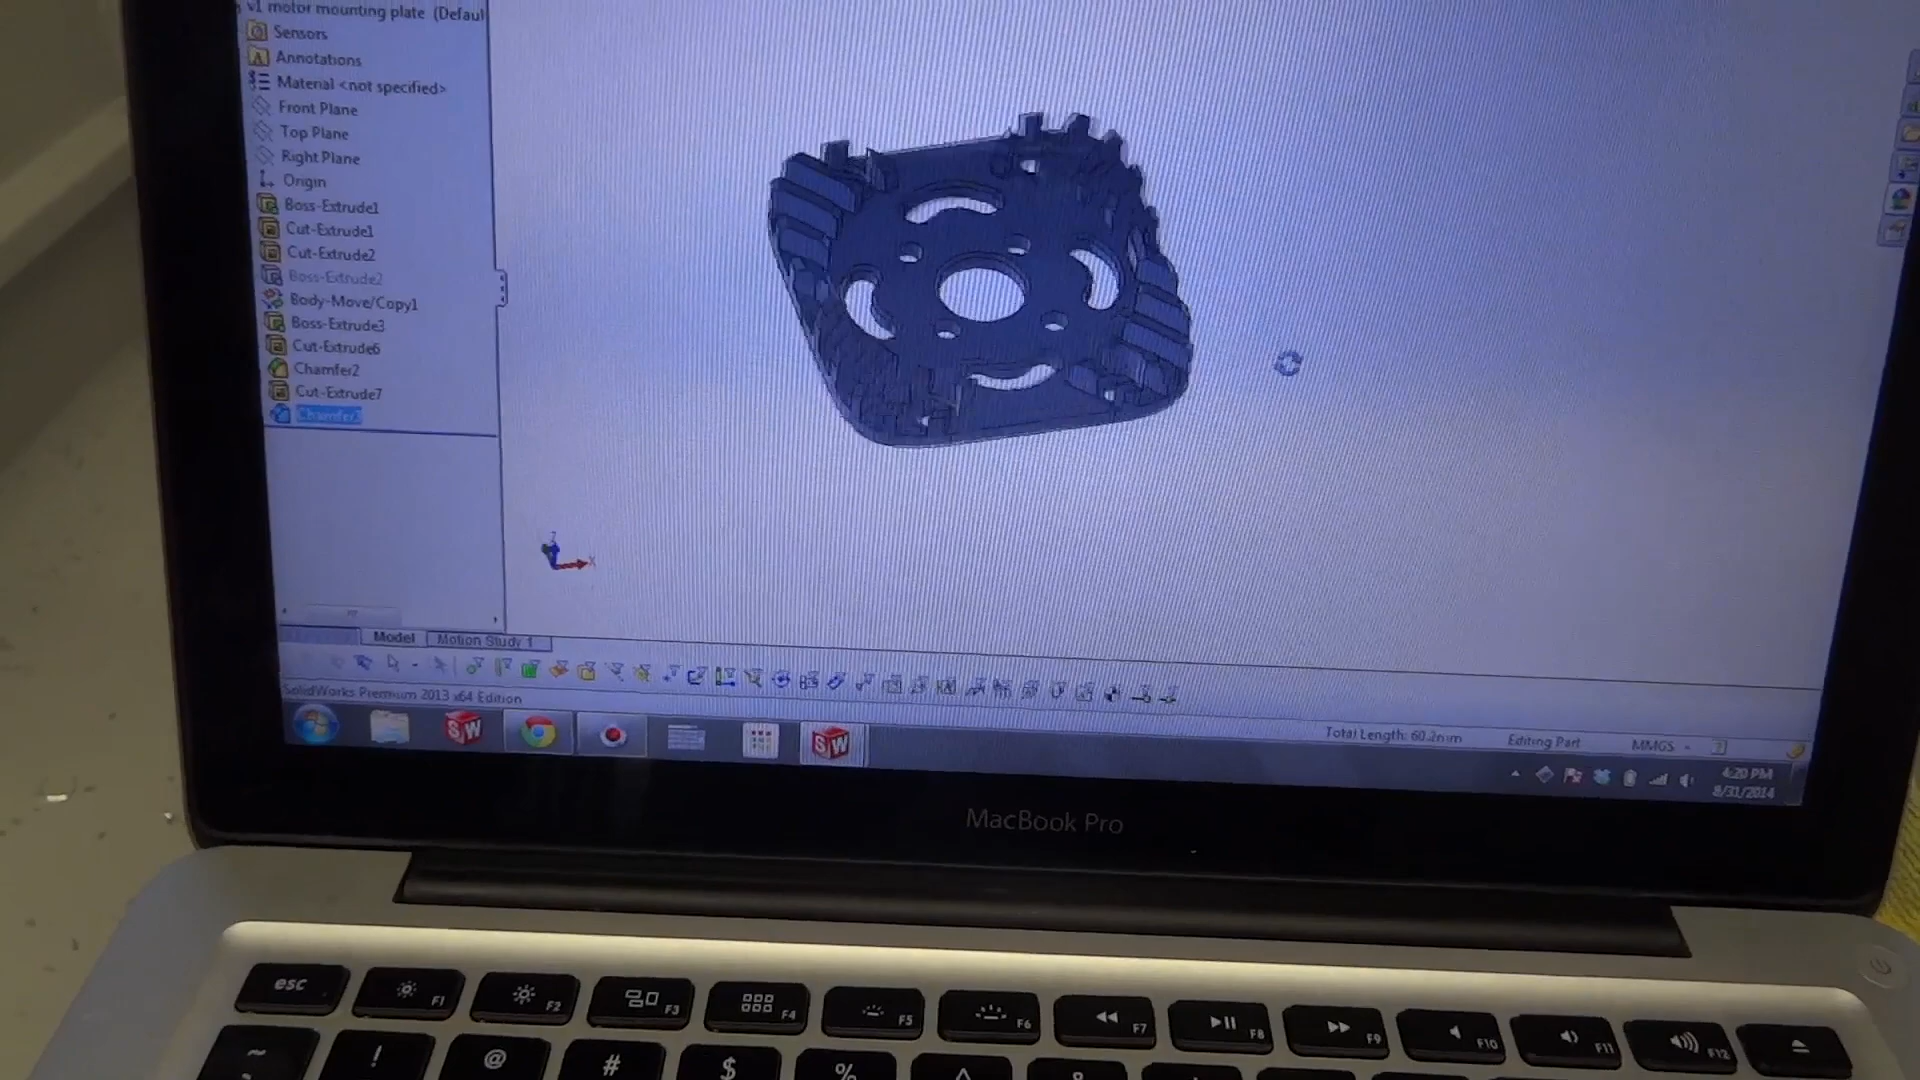 v1 motor mounting plate (Defaul
Sensors
Annotations
Material <not specified>
Front Plane
Top Plane
Right Plane
Origin
Boss-Extrude1
Cut-Extrude1
Cut-Extrude2
Boss-Extrude2
Body-Move/Copy1
Boss-Extrude3
Cut-Extrude6
Chamfer2
Cut-Extrude7
Chamfer3
Z
X
Model
Motion Study 1
SolidWorks Premium 2013 x64 Edition
Total Length: 60.2mm
Editing Part
MMGS
SW
SW
4:20 PM
8/31/2014
MacBook Pro
esc
F1
F2
F3
F4
F5
F6
F7
F8
F9
F10
F11
F12
~
!
@
#
$
%